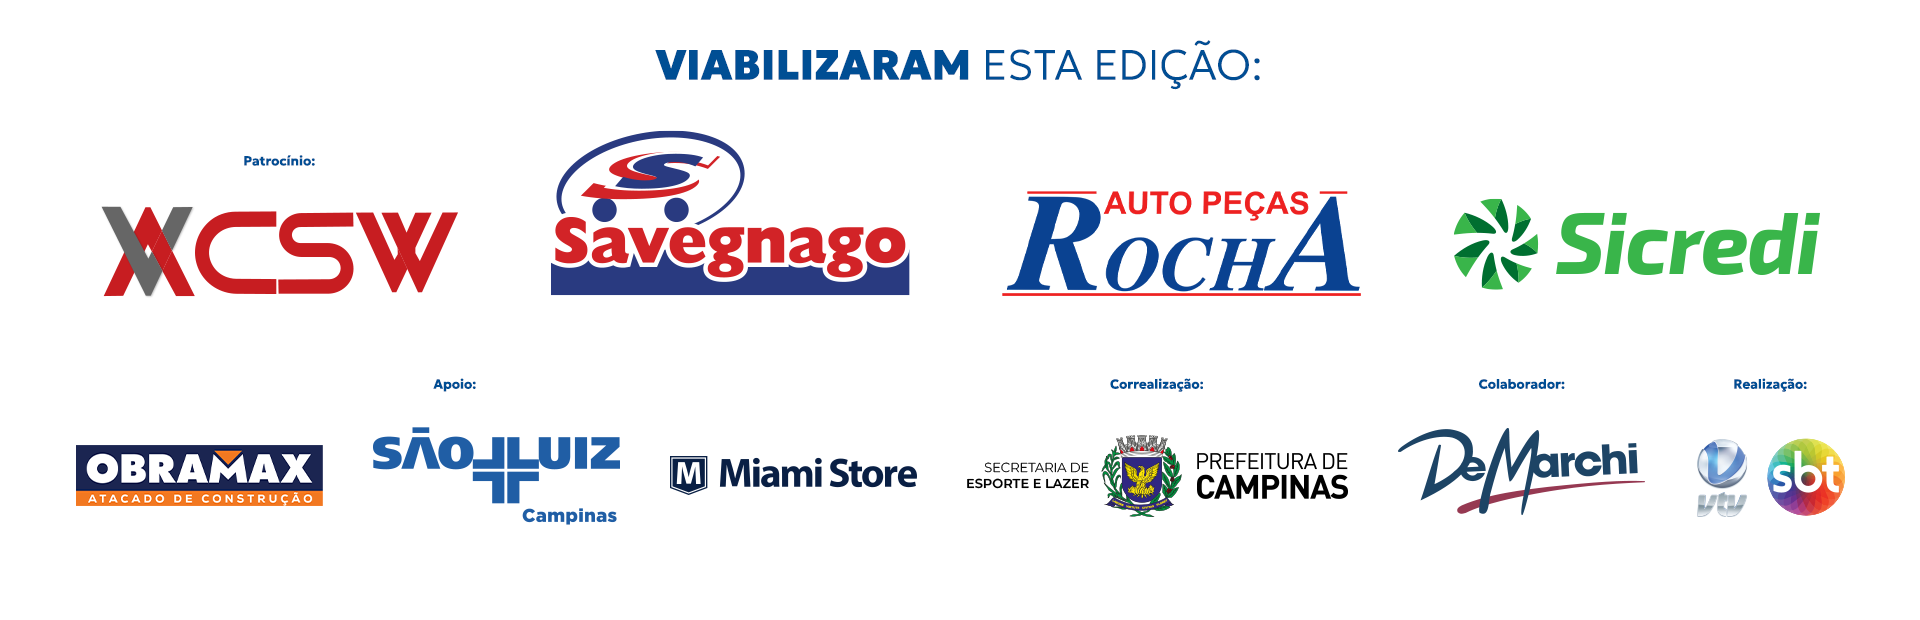 VIABILIZARAM ESTA EDIÇÃO:
Patrocínio:
XCSW
Savegnago
AUTO PEÇAS
ROCHA
Sicredi
Apoio:
OBRAMAX
ATACADO DE CONSTRUÇÃO
SÃO LUIZ
Campinas
M Miami Store
Correalização:
SECRETARIA DE
ESPORTE E LAZER
PREFEITURA DE
CAMPINAS
Colaborador:
DeMarchi
Realização:
vtv
sbt